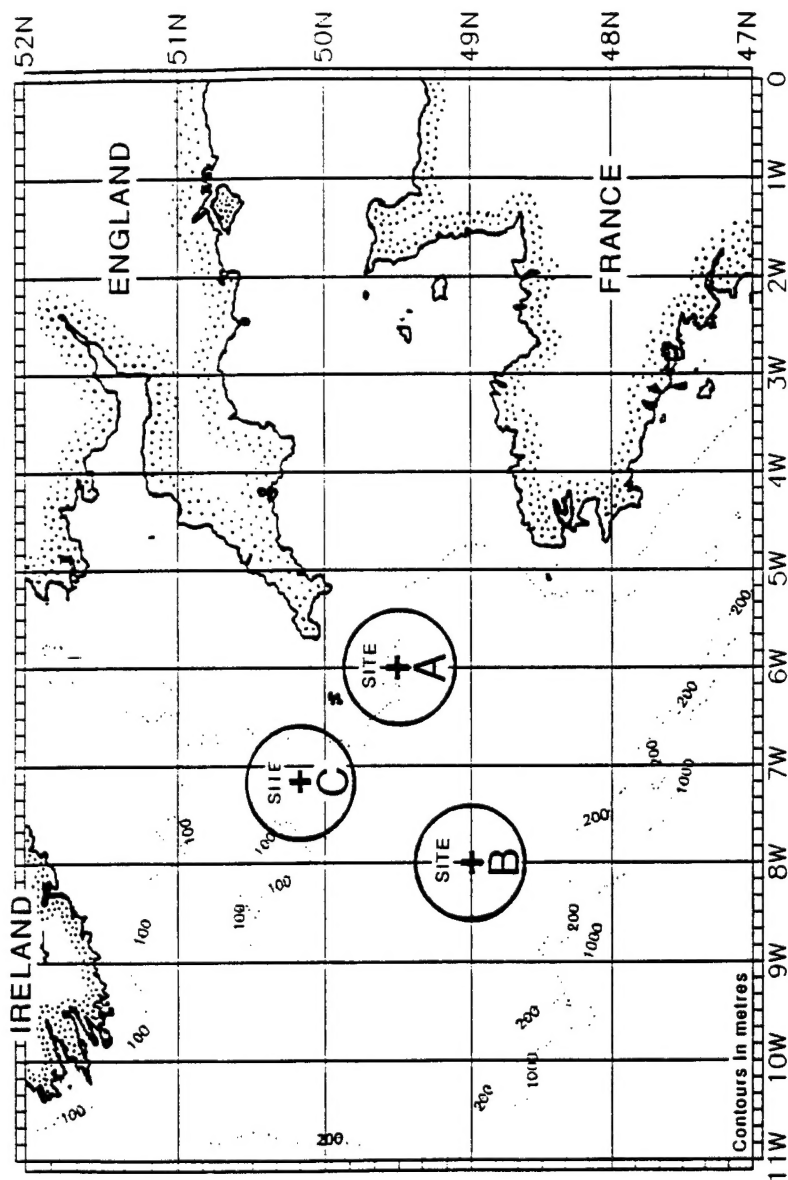 IRELAND
52N
100
ENGLAND
100
100
51N
100
100
100
SITE
C
100
50N
200
SITE
A
SITE
B
49N
200
200
1000
200
1000
200
FRANCE
48N
200
1000
200
200
Contours in metres
47N
11W 10W 9W 8W 7W 6W 5W 4W 3W 2W 1W 0